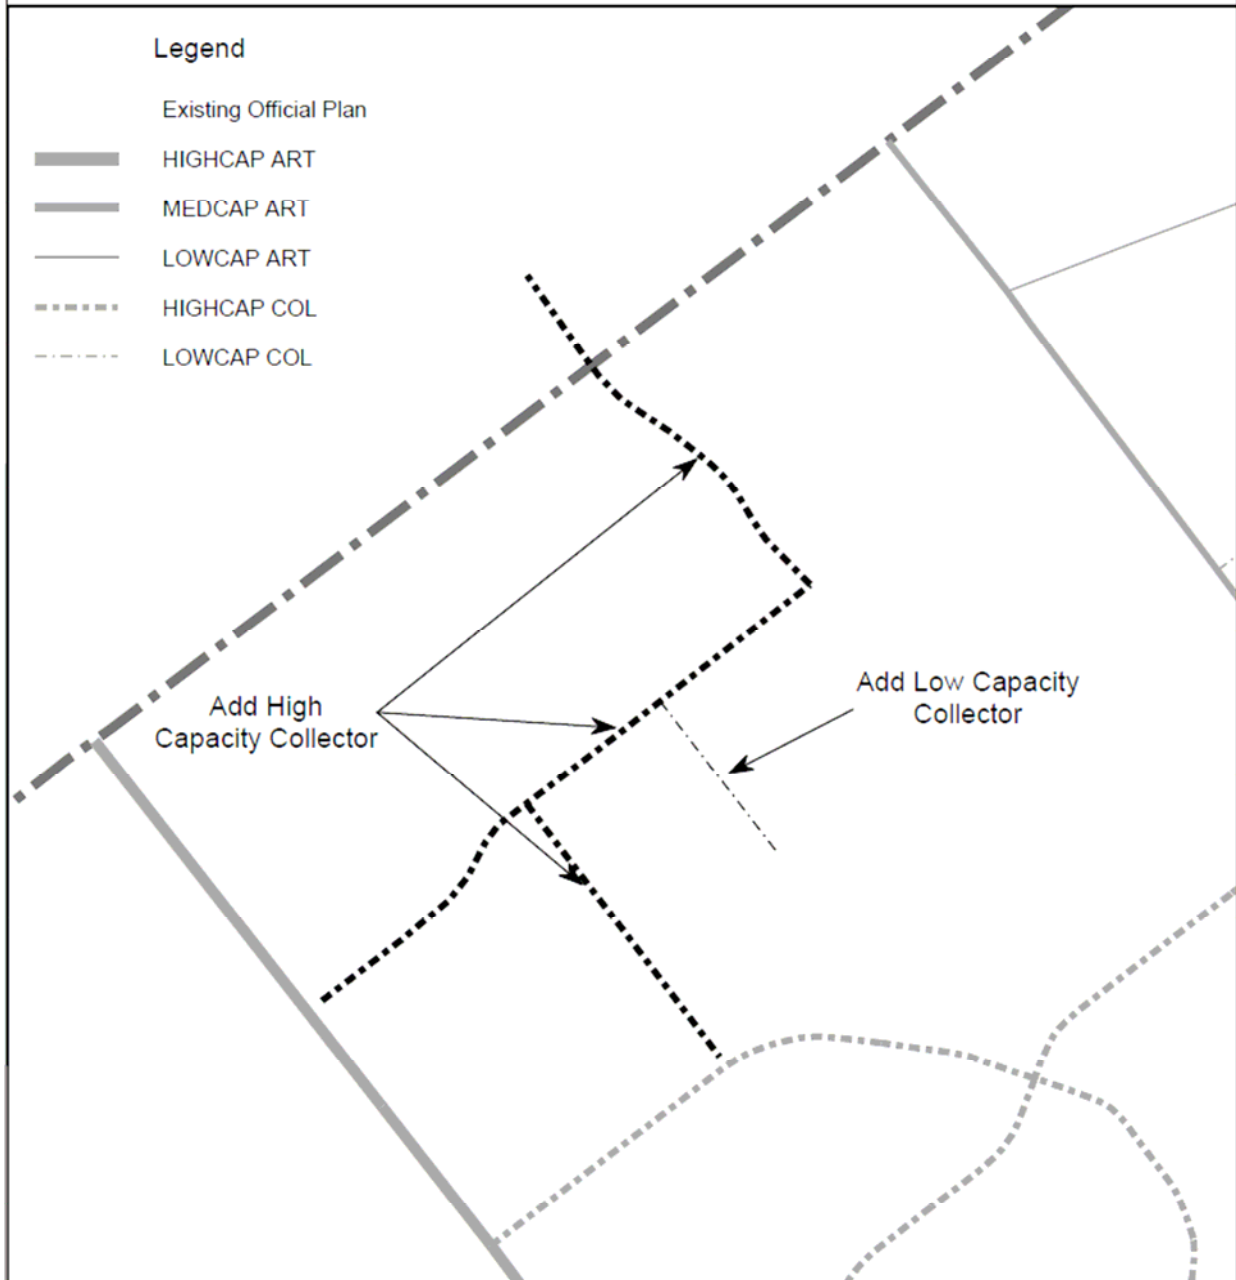 Legend
Existing Official Plan
HIGHCAP ART
MEDCAP ART
LOWCAP ART
HIGHCAP COL
LOWCAP COL
Add High
Capacity Collector
Add Low Capacity
Collector